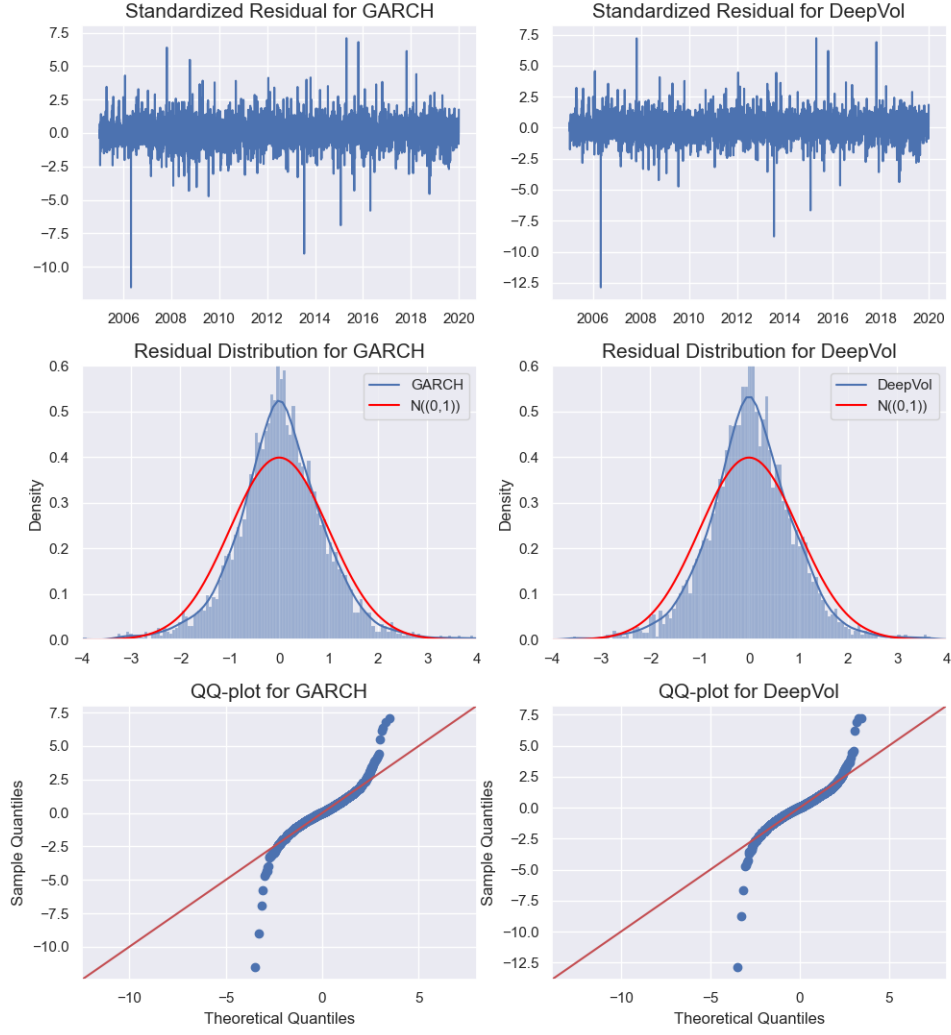 Standardized Residual for GARCH
7.5
5.0
2.5
0.0
−2.5
−5.0
−7.5
−10.0
2006 2008 2010 2012 2014 2016 2018 2020
Standardized Residual for DeepVol
7.5
5.0
2.5
0.0
−2.5
−5.0
−7.5
−10.0
−12.5
2006 2008 2010 2012 2014 2016 2018 2020
Residual Distribution for GARCH
0.6
0.5
0.4
0.3
0.2
0.1
0.0
Density
GARCH
N((0,1))
−4 −3 −2 −1 0 1 2 3 4
Residual Distribution for DeepVol
0.6
0.5
0.4
0.3
0.2
0.1
0.0
Density
DeepVol
N((0,1))
−4 −3 −2 −1 0 1 2 3 4
QQ-plot for GARCH
7.5
5.0
2.5
0.0
−2.5
−5.0
−7.5
−10.0
Sample Quantiles
−10 −5 0 5
Theoretical Quantiles
QQ-plot for DeepVol
7.5
5.0
2.5
0.0
−2.5
−5.0
−7.5
−10.0
−12.5
Sample Quantiles
−10 −5 0 5
Theoretical Quantiles